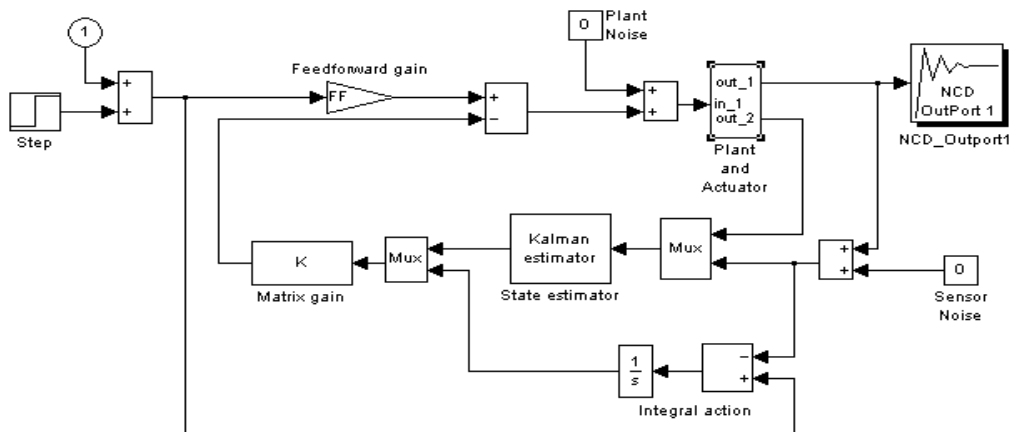 1
+
+
Step
Feedforward gain
FF
+
−
0
Plant
Noise
+
+
out_1
in_1
out_2
Plant
and
Actuator
NCD
OutPort 1
NCD_Outport1
K
Matrix gain
Mux
Kalman
estimator
State estimator
Mux
+
+
0
Sensor
Noise
1
s
−
+
Integral action